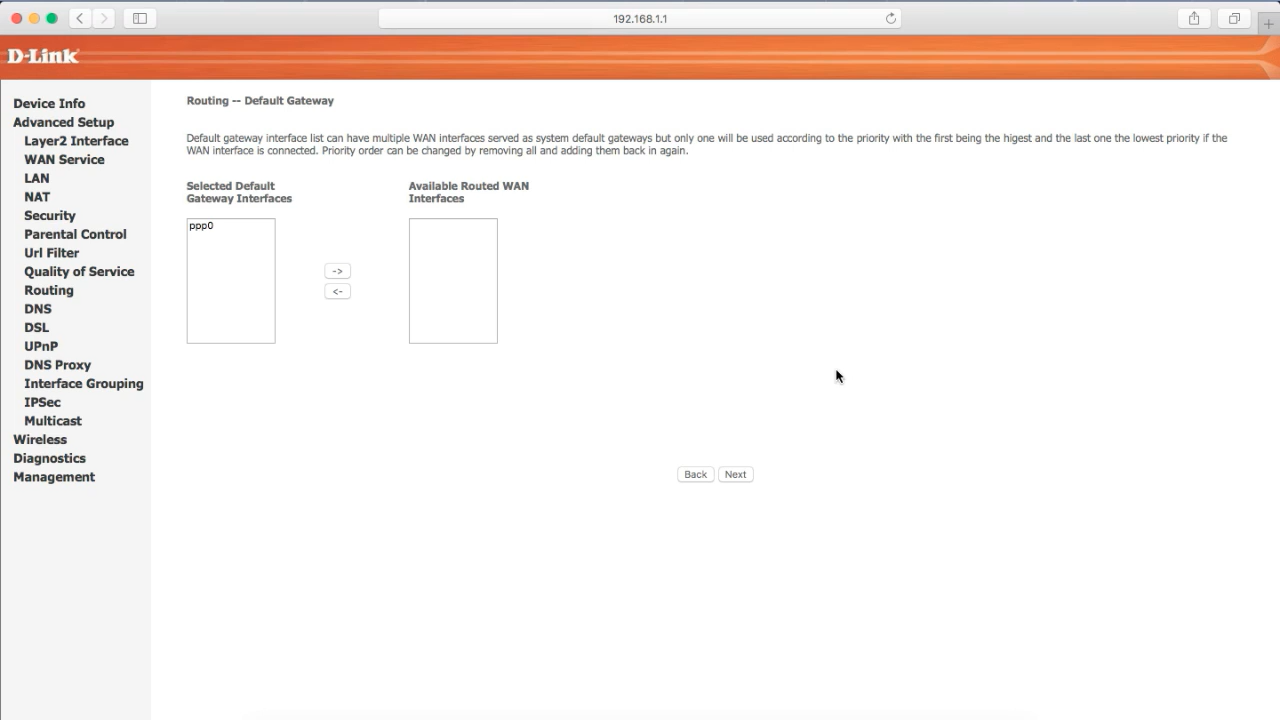 192.168.1.1
D-Link
Device Info
Advanced Setup
Layer2 Interface
WAN Service
LAN
NAT
Security
Parental Control
Url Filter
Quality of Service
Routing
DNS
DSL
UPnP
DNS Proxy
Interface Grouping
IPSec
Multicast
Wireless
Diagnostics
Management
Routing -- Default Gateway
Default gateway interface list can have multiple WAN interfaces served as system default gateways but only one will be used according to the priority with the first being the higest and the last one the lowest priority if the
WAN interface is connected. Priority order can be changed by removing all and adding them back in again.
Selected Default
Gateway Interfaces
Available Routed WAN
Interfaces
ppp0
->
<-
Back Next